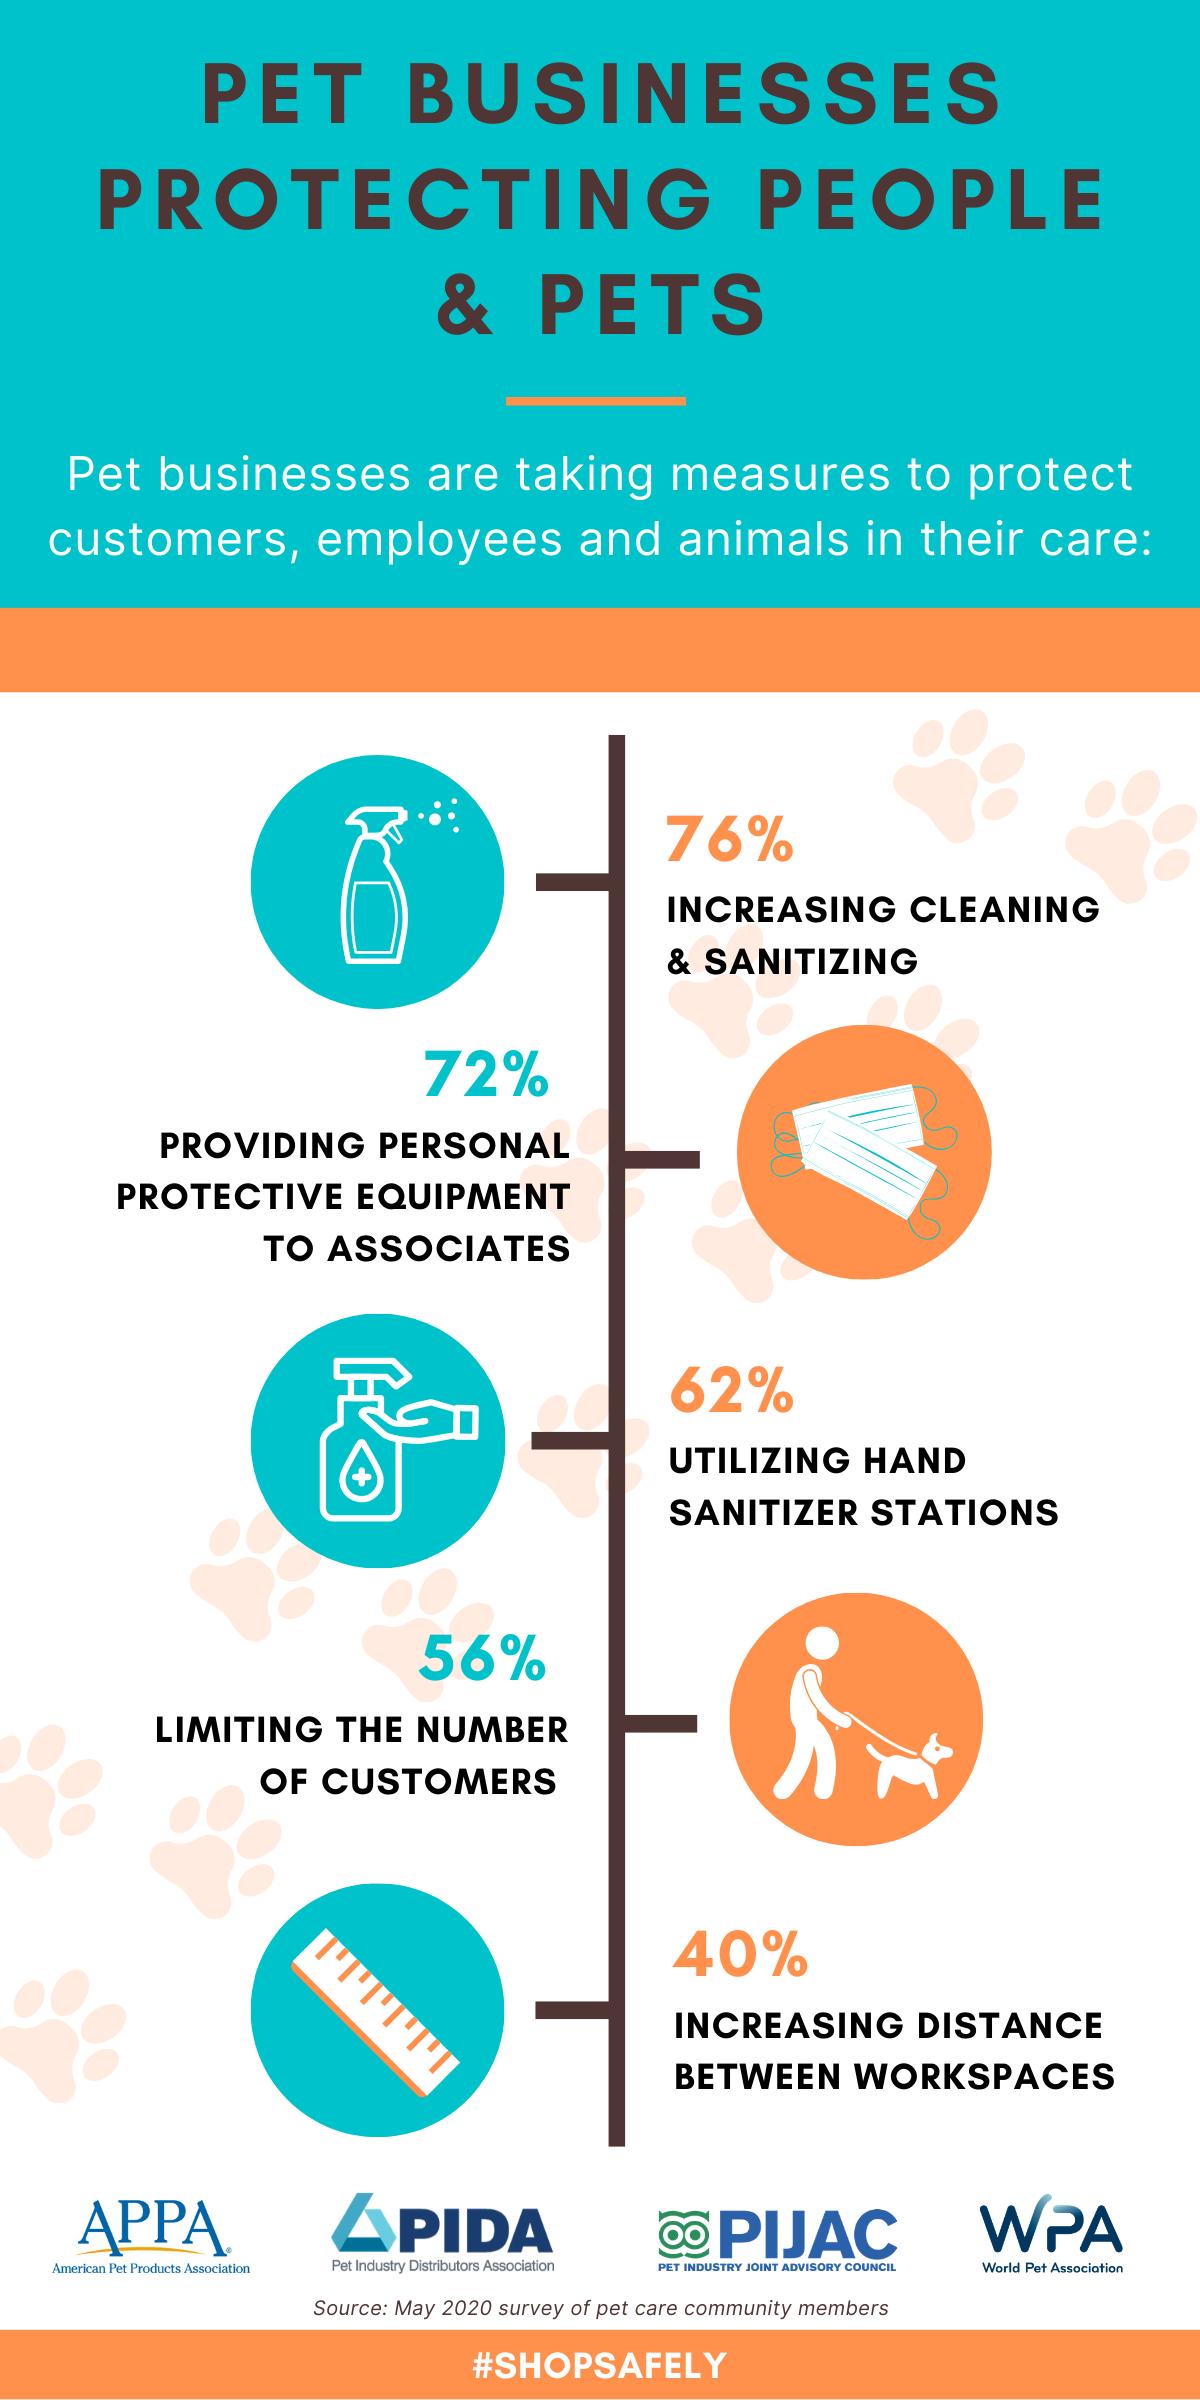 PET BUSINESSES
PROTECTING PEOPLE
& PETS
Pet businesses are taking measures to protect
customers, employees and animals in their care:
76%
INCREASING CLEANING
& SANITIZING
72%
PROVIDING PERSONAL
PROTECTIVE EQUIPMENT
TO ASSOCIATES
62%
UTILIZING HAND
SANITIZER STATIONS
56%
LIMITING THE NUMBER
OF CUSTOMERS
40%
INCREASING DISTANCE
BETWEEN WORKSPACES
APPA®
American Pet Products Association
PIDA
Pet Industry Distributors Association
PIJAC
PET INDUSTRY JOINT ADVISORY COUNCIL
WPA
World Pet Association
Source: May 2020 survey of pet care community members
#SHOPSAFELY